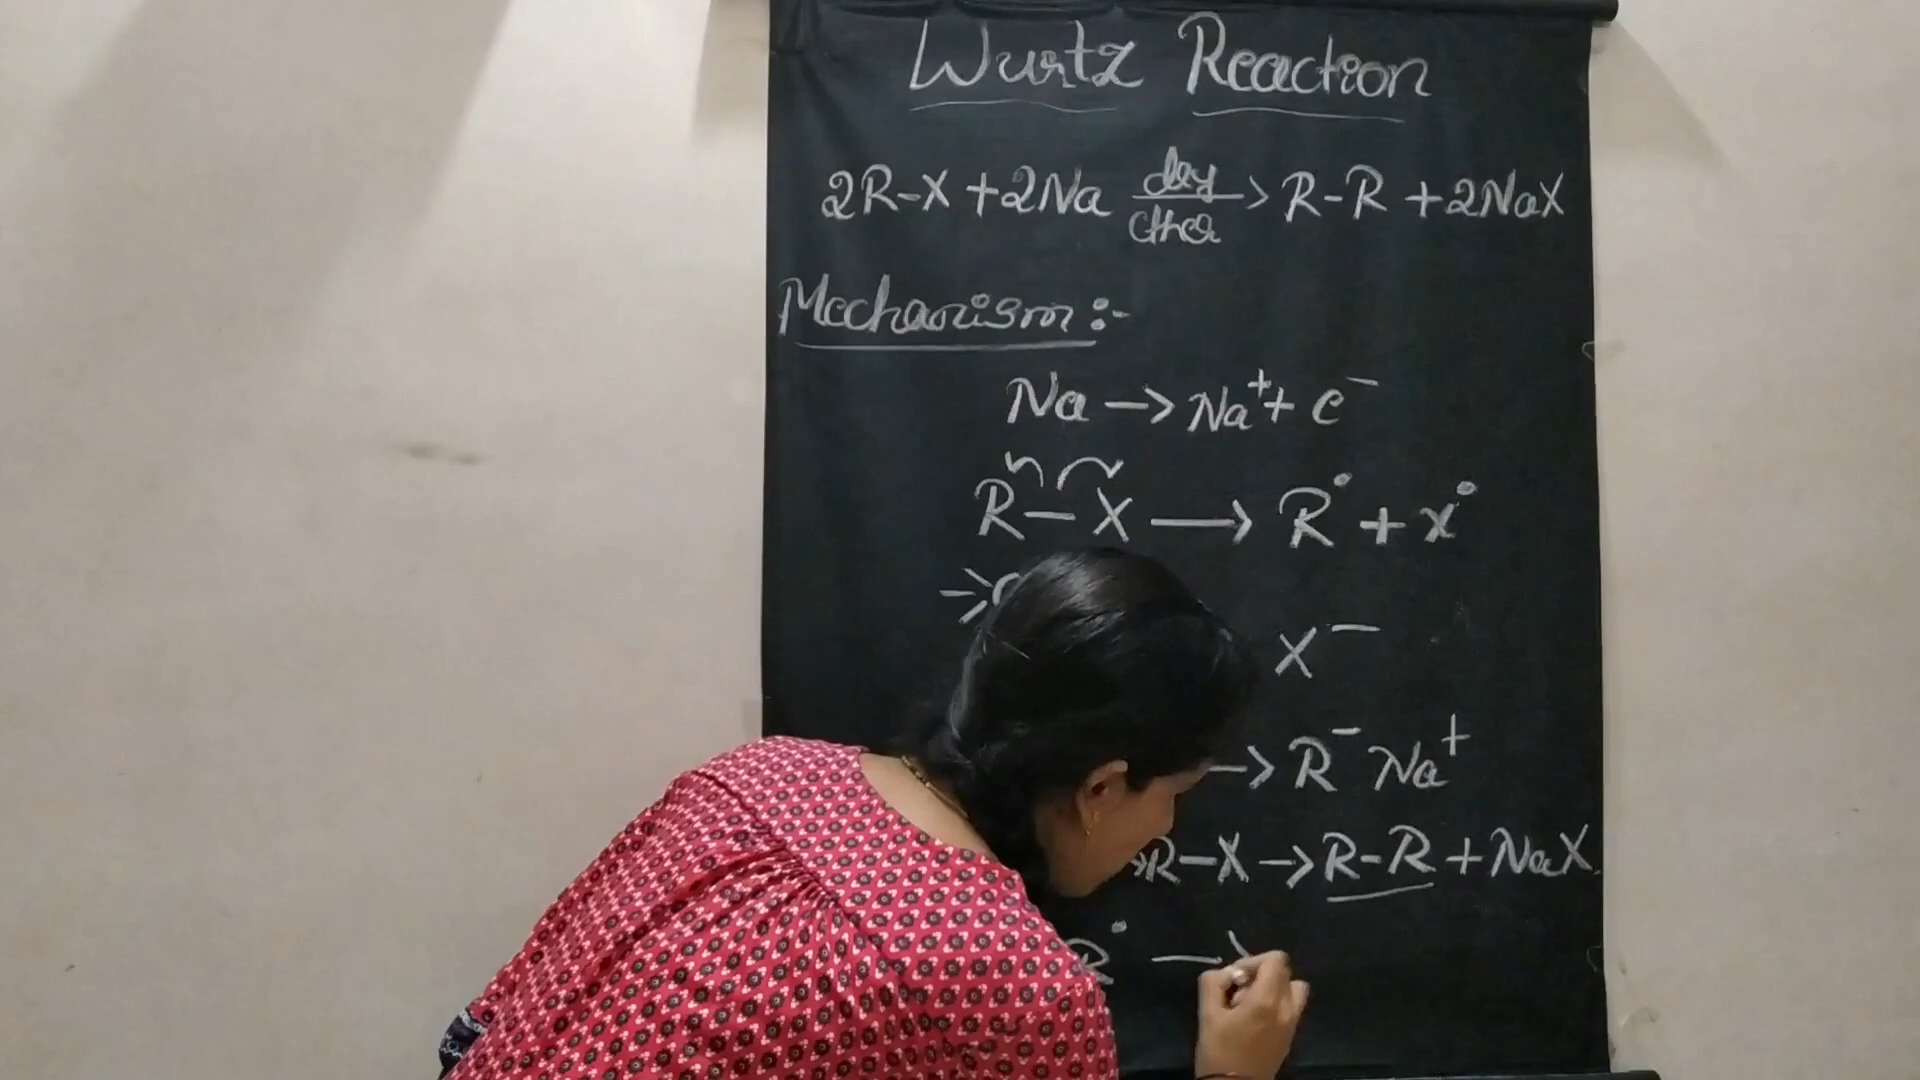 Wurtz Reaction
2R-X + 2Na dry ether → R-R + 2NaX
Mechanism :-
Na → Na⁺ + e⁻
R-X → R• + x•
X⁻
→ R⁻ Na⁺
R-X → R-R + NaX
R• →